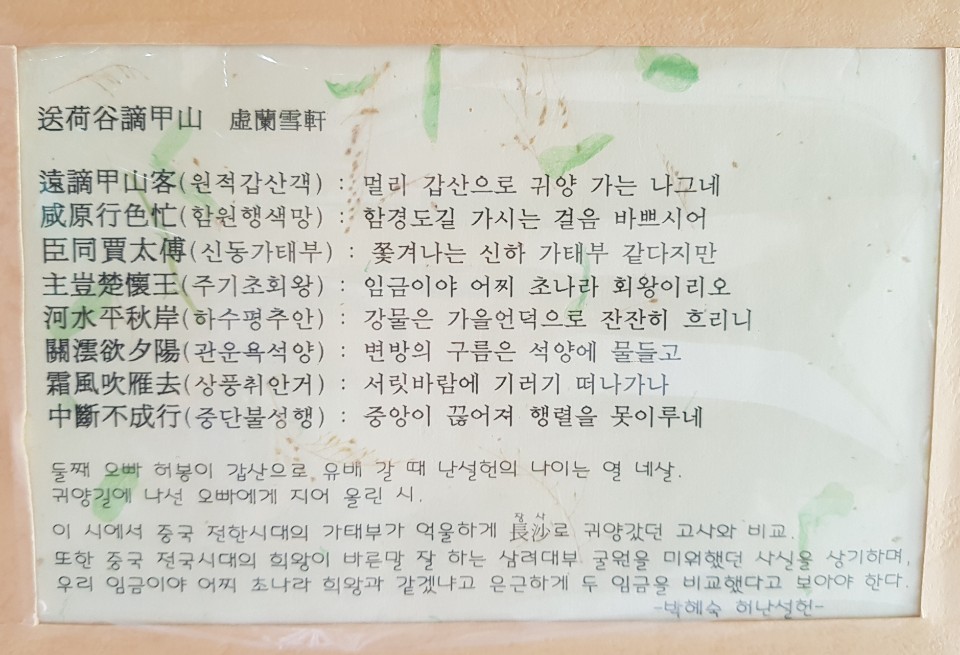 送荷谷謫甲山 虛蘭雪軒
遠謫甲山客(원적갑산객) : 멀리 갑산으로 귀양 가는 나그네
咸原行色忙(함원행색망) : 함경도길 가시는 걸음 바쁘시어
臣同賈太傅(신동가태부) : 쫓겨나는 신하 가태부 같다지만
主豈楚懷王(주기초회왕) : 임금이야 어찌 초나라 회왕이리오
河水平秋岸(하수평추안) : 강물은 가을언덕으로 잔잔히 흐리니
關澐欲夕陽(관운욕석양) : 변방의 구름은 석양에 물들고
霜風吹雁去(상풍취안거) : 서릿바람에 기러기 떠나가나
中斷不成行(중단불성행) : 중앙이 끊어져 행렬을 못이루네
둘째 오빠 허봉이 갑산으로 유배 갈 때 난설헌의 나이는 열 네살.
귀양길에 나선 오빠에게 지어 올린 시.
이 시에서 중국 전한시대의 가태부가 억울하게 長沙장사로 귀양갔던 고사와 비교.
또한 중국 전국시대의 희왕이 바른말 잘 하는 삼려대부 굴원을 미워했던 사실을 상기하며,
우리 임금이야 어찌 초나라 희왕과 같겠냐고 은근하게 두 임금을 비교했다고 보아야 한다.
-박혜숙 허난설헌-